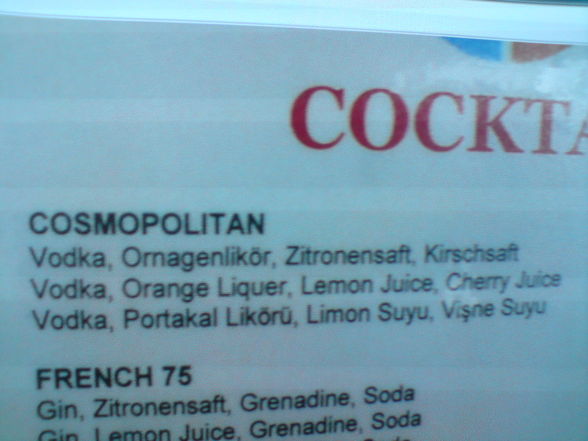 COCKTA
COSMOPOLITAN
Vodka, Ornagenlikör, Zitronensaft, Kirschsaft
Vodka, Orange Liquer, Lemon Juice, Cherry Juice
Vodka, Portakal Likörü, Limon Suyu, Vişne Suyu
FRENCH 75
Gin, Zitronensaft, Grenadine, Soda
Gin, Lemon Juice, Grenadine, Soda